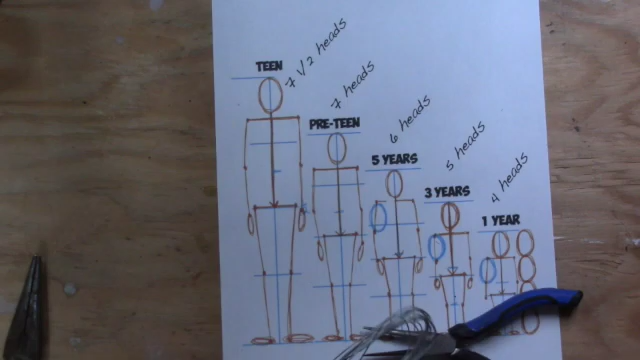 TEEN
7 1/2 heads
PRE-TEEN
7 heads
5 YEARS
6 heads
3 YEARS
5 heads
1 YEAR
4 heads